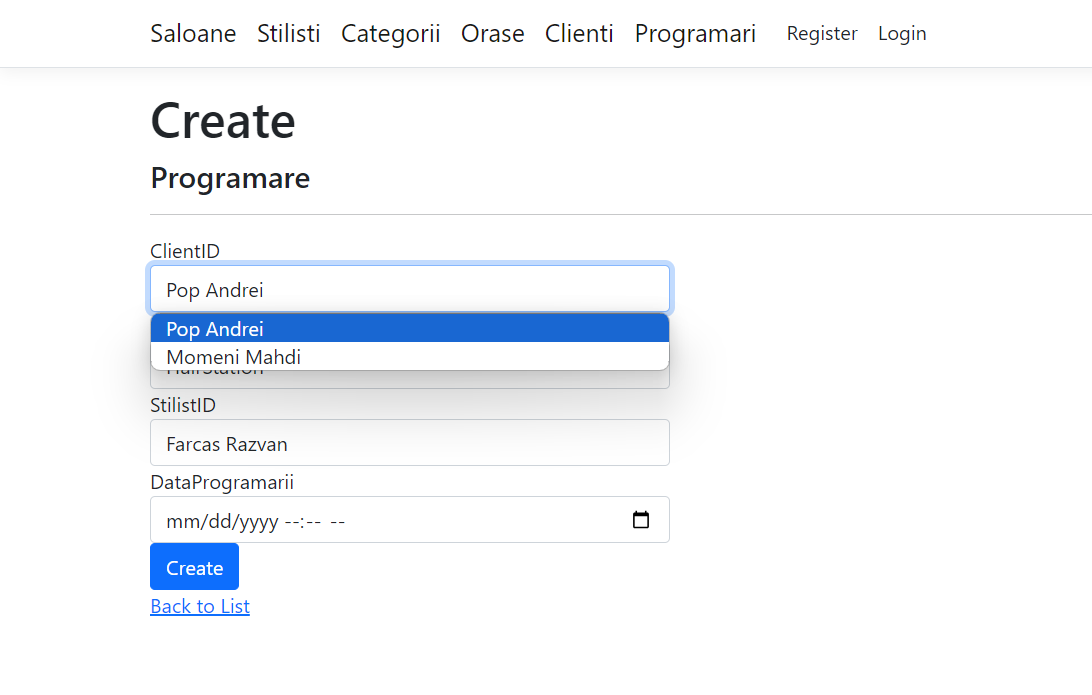 Saloane Stilisti Categorii Orase Clienti Programari Register Login
Create
Programare
ClientID
Pop Andrei
Pop Andrei
Momeni Mahdi
StilistID
Farcas Razvan
DataProgramarii
mm/dd/yyyy --:-- --
Create
Back to List